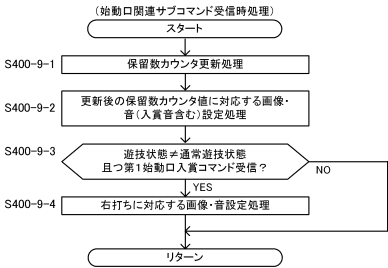 (始動口関連サブコマンド受信時処理)
スタート
S400-9-1
保留数カウンタ更新処理
S400-9-2
更新後の保留数カウンタ値に対応する画像・
音(入賞音含む)設定処理
S400-9-3
遊技状態≠通常遊技状態
且つ第1始動口入賞コマンド受信？
NO
YES
S400-9-4
右打ちに対応する画像・音設定処理
リターン